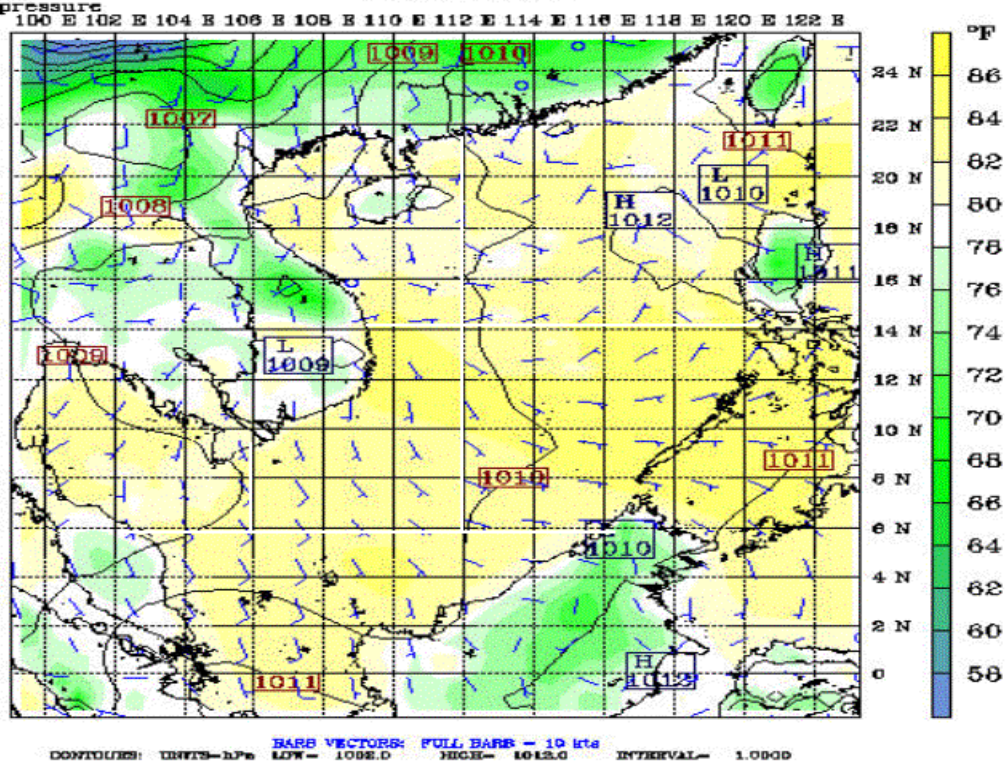 pressure
100 E 102 E 104 E 106 E 108 E 110 E 112 E 114 E 116 E 118 E 120 E 122 E
°F
1009
1010
24 N
86
1007
22 N
84
1011
82
L
1010
20 N
1008
H
1012
80
18 N
78
H
1011
16 N
76
14 N
74
1009
L
1009
12 N
72
10 N
70
1011
1010
8 N
68
6 N
66
1010
64
4 N
62
2 N
60
H
1012
0
58
1011
BARB VECTORS: FULL BARB = 10 kts
CONTOURS: UNITS=hPa LOW= 1002.0 HIGH= 1012.0 INTERVAL= 1.0000